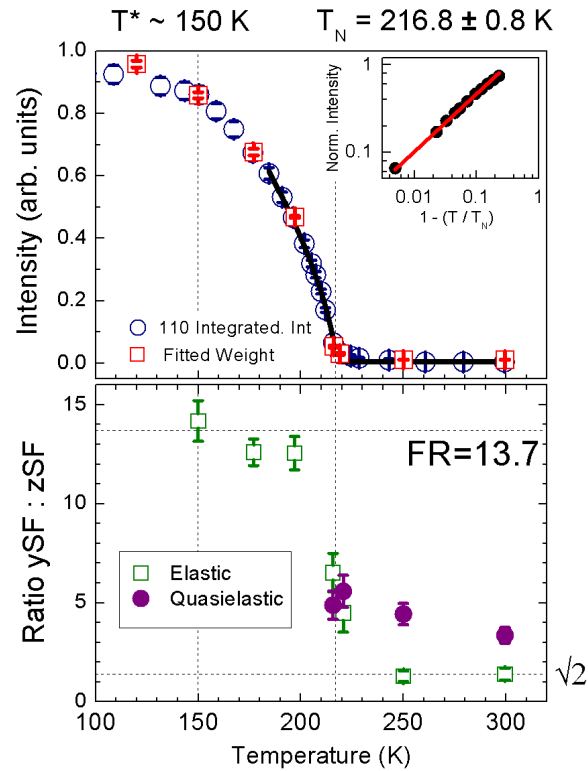 T* ~ 150 K
T_N = 216.8 ± 0.8 K
Intensity (arb. units)
1.0
0.8
0.6
0.4
0.2
0.0
Norm. Intensity
1
0.1
0.01
0.1
1
1 - (T / T_N)
110 Integrated. Int
Fitted Weight
Ratio ySF : zSF
15
10
5
0
FR=13.7
Elastic
Quasielastic
√2
100
150
200
250
300
Temperature (K)